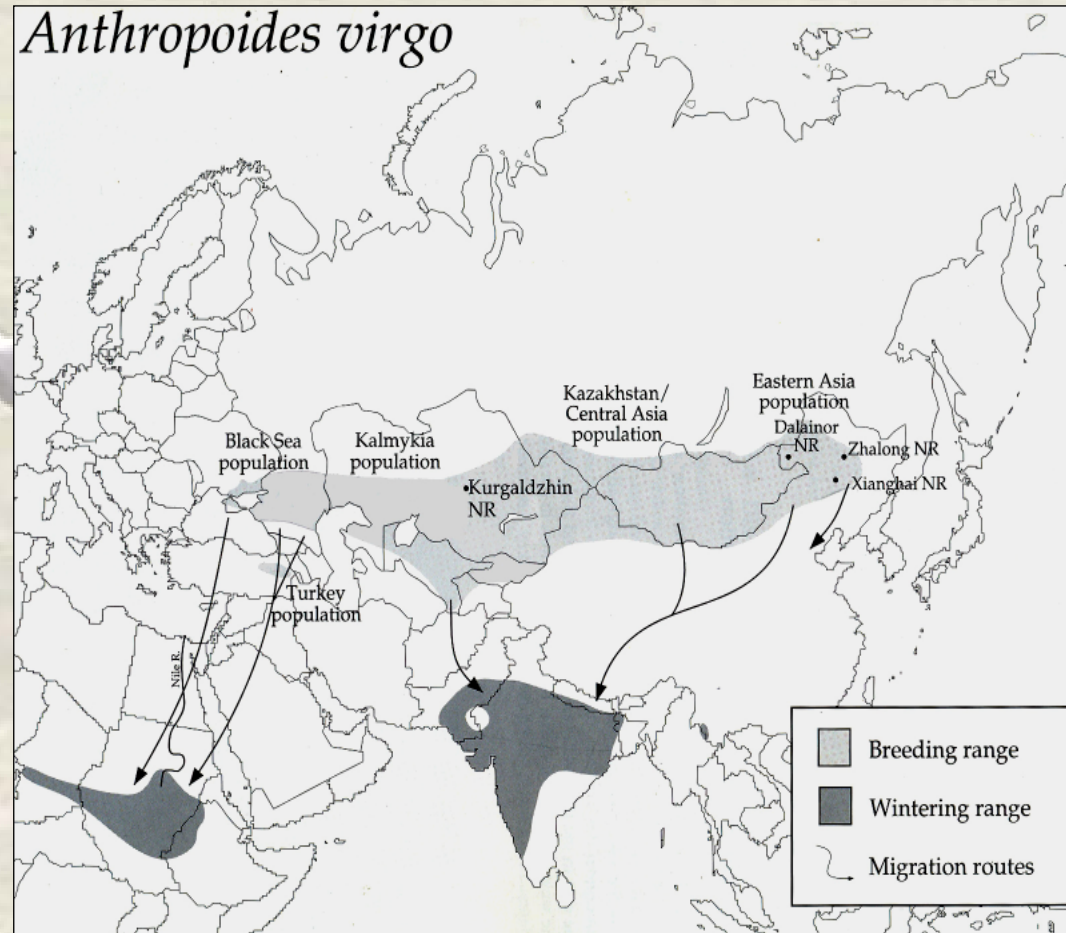 Anthropoides virgo
Eastern Asia
population
Kazakhstan/
Central Asia
population
Dalainor
NR
Black Sea
population
Kalmykia
population
Zhalong NR
Kurgaldzhin
NR
Xianghai NR
Turkey
population
Nile R.
Breeding range
Wintering range
Migration routes